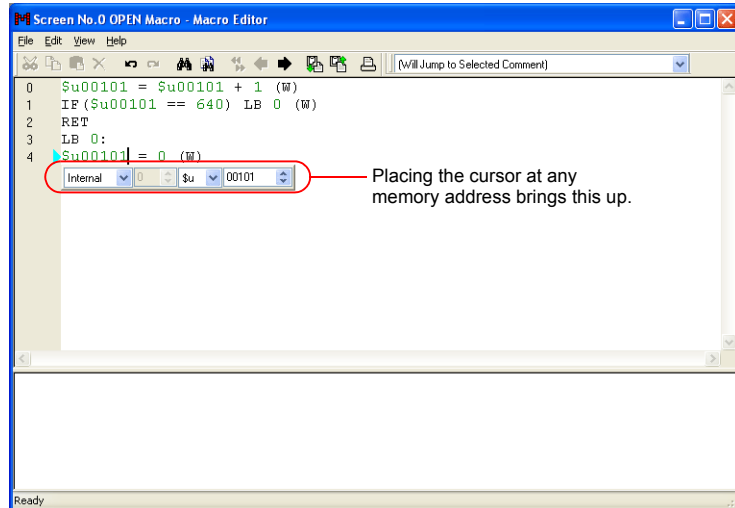 Screen No.0 OPEN Macro - Macro Editor
File Edit View Help
(Will Jump to Selected Comment)
0 $u00101 = $u00101 + 1 (W)
1 IF($u00101 == 640) LB 0 (W)
2 RET
3 LB 0:
4 $u00101 = 0 (W)
Internal 0 $u 00101
Placing the cursor at any
memory address brings this up.
Ready